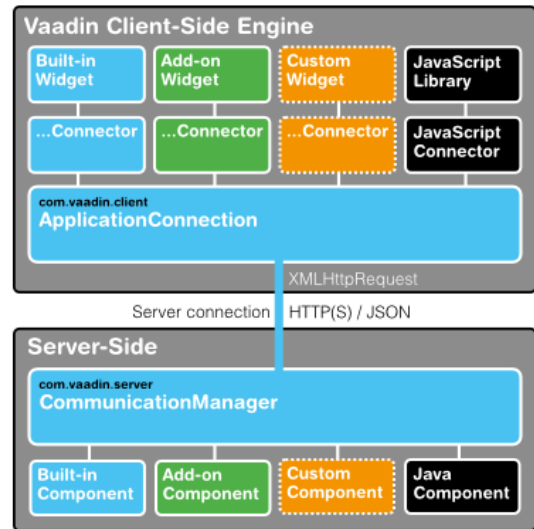 Vaadin Client-Side Engine
Built-in
Widget
Add-on
Widget
Custom
Widget
JavaScript
Library
...Connector
...Connector
...Connector
JavaScript
Connector
com.vaadin.client
ApplicationConnection
XMLHttpRequest
Server connection
HTTP(S) / JSON
Server-Side
com.vaadin.server
CommunicationManager
Built-in
Component
Add-on
Component
Custom
Component
Java
Component